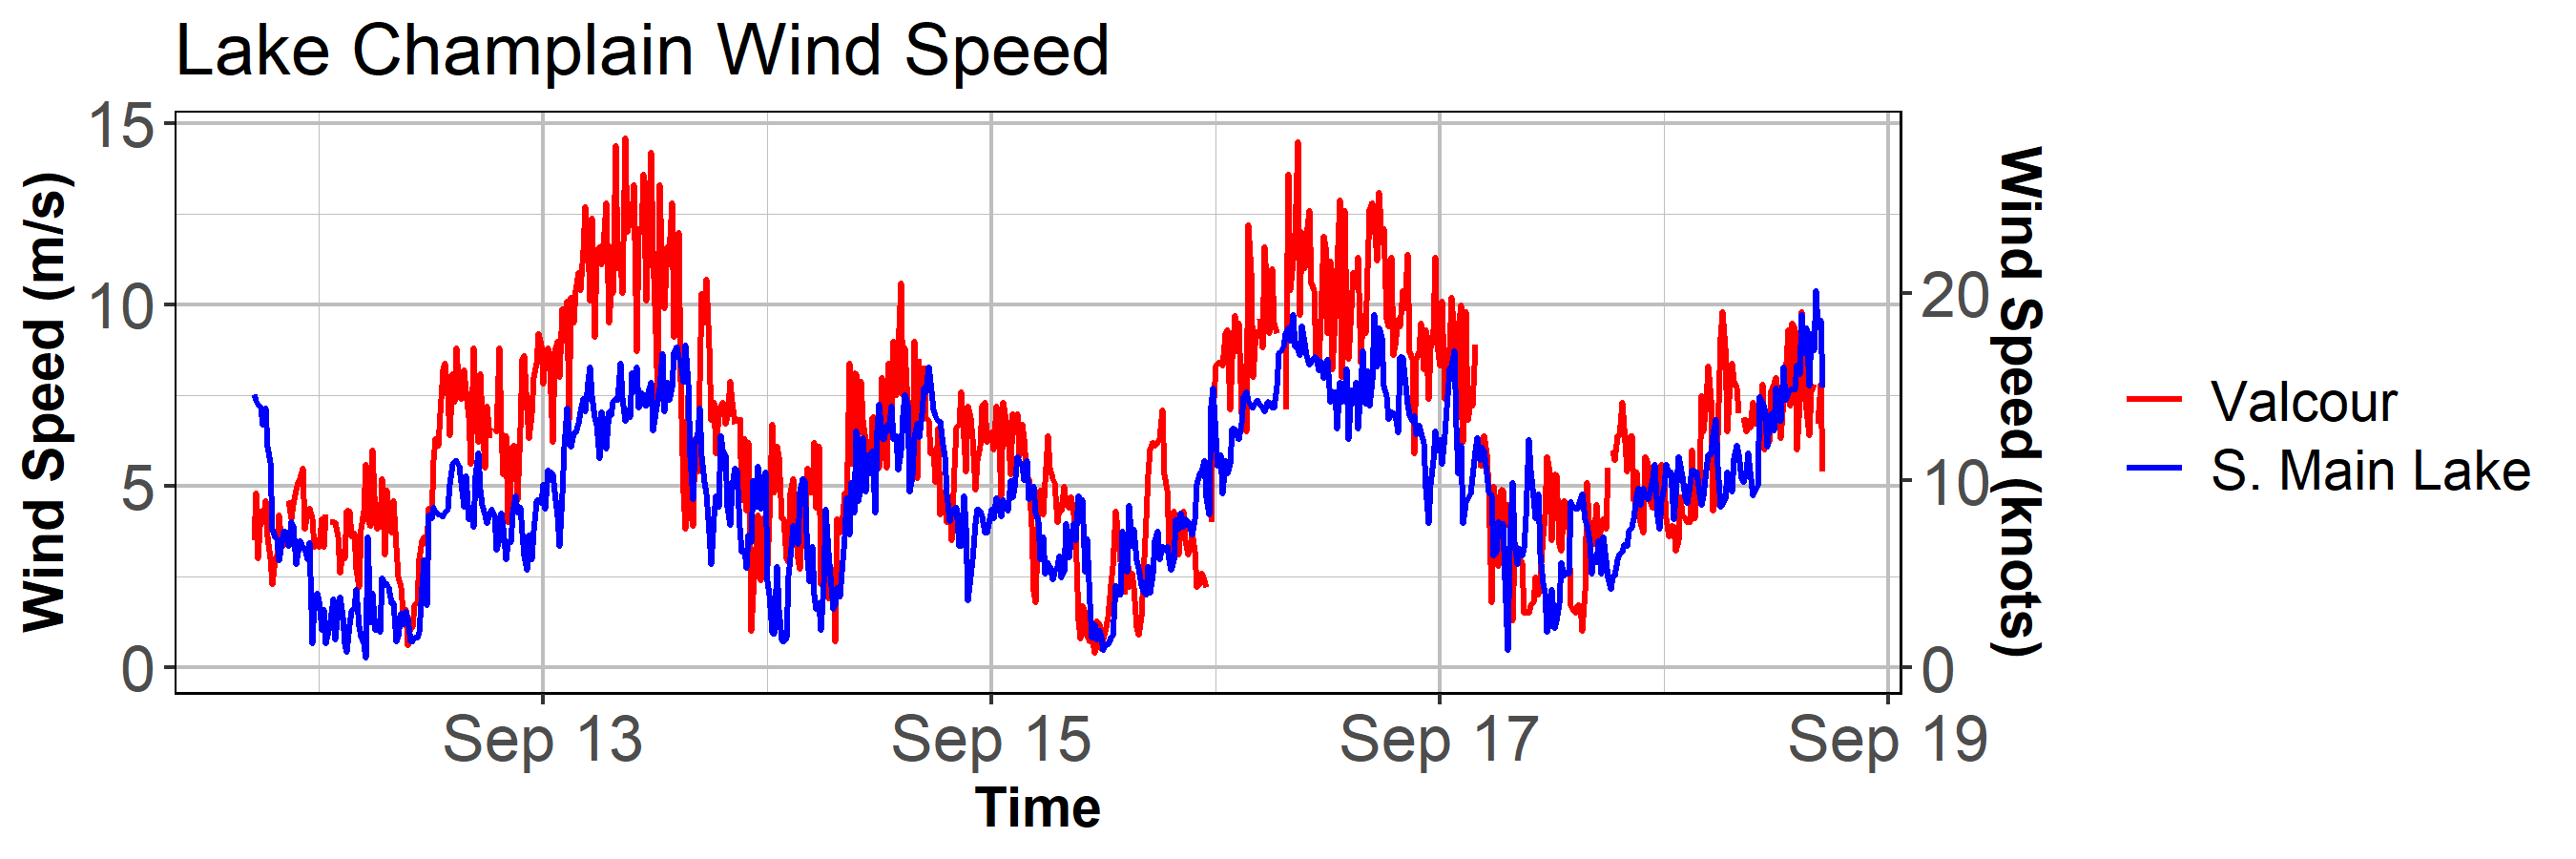 Lake Champlain Wind Speed
15
10
5
0
Wind Speed (m/s)
20
10
0
Wind Speed (knots)
Sep 13
Sep 15
Sep 17
Sep 19
Time
Valcour
S. Main Lake